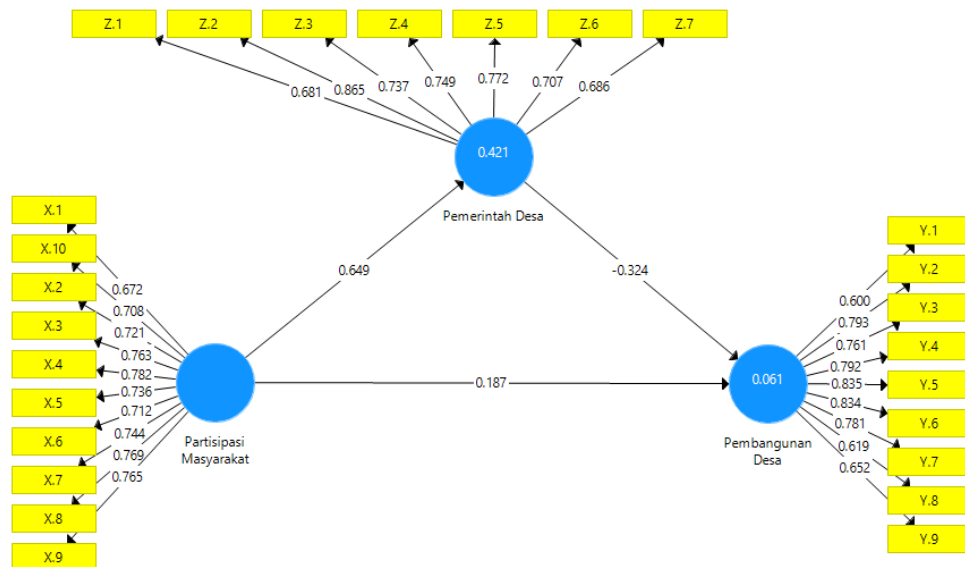 Z.1
Z.2
Z.3
Z.4
Z.5
Z.6
Z.7
0.681
0.865
0.737
0.749
0.772
0.707
0.686
0.421
Pemerintah Desa
X.1
X.10
X.2
X.3
X.4
X.5
X.6
X.7
X.8
X.9
0.672
0.708
0.721
0.763
0.782
0.736
0.712
0.744
0.769
0.765
Partisipasi
Masyarakat
0.649
-0.324
0.187
0.061
Pembangunan
Desa
0.600
0.793
0.761
0.792
0.835
0.834
0.781
0.619
0.652
Y.1
Y.2
Y.3
Y.4
Y.5
Y.6
Y.7
Y.8
Y.9